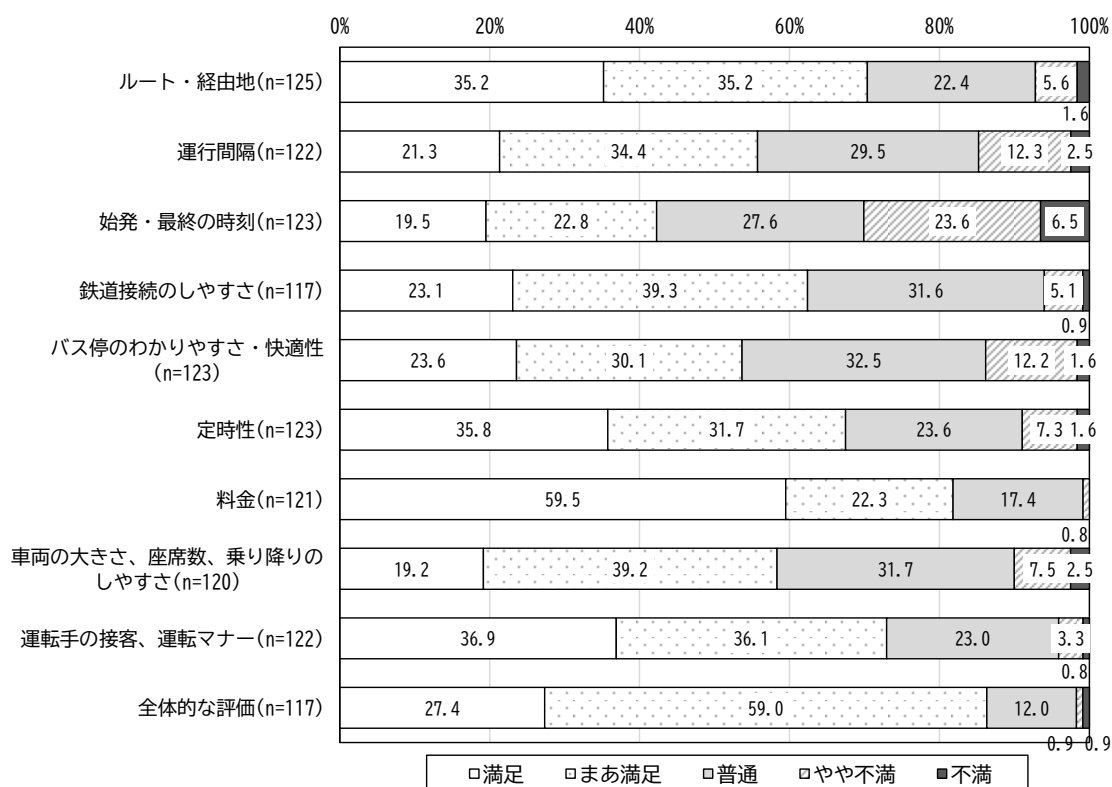 0% 20% 40% 60% 80% 100%
ルート・経由地(n=125) 35.2 35.2 22.4 5.6
1.6
運行間隔(n=122) 21.3 34.4 29.5 12.3 2.5
始発・最終の時刻(n=123) 19.5 22.8 27.6 23.6 6.5
鉄道接続のしやすさ(n=117) 23.1 39.3 31.6 5.1
0.9
バス停のわかりやすさ・快適性
(n=123) 23.6 30.1 32.5 12.2 1.6
定時性(n=123) 35.8 31.7 23.6 7.3 1.6
料金(n=121) 59.5 22.3 17.4
0.8
車両の大きさ、座席数、乗り降りの
しやすさ(n=120) 19.2 39.2 31.7 7.5 2.5
運転手の接客、運転マナー(n=122) 36.9 36.1 23.0 3.3
0.8
全体的な評価(n=117) 27.4 59.0 12.0
0.9 0.9
満足 まあ満足 普通 やや不満 不満